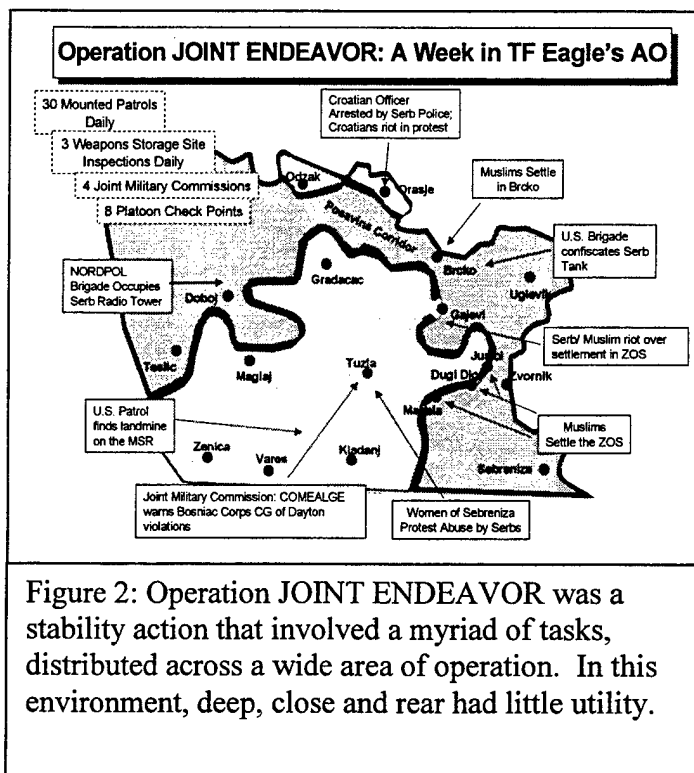 Operation JOINT ENDEAVOR: A Week in TF Eagle's AO
30 Mounted Patrols
Daily
3 Weapons Storage Site
Inspections Daily
4 Joint Military Commissions
8 Platoon Check Points
Croatian Officer
Arrested by Serb Police;
Croatians riot in protest
Muslims Settle
in Brcko
U.S. Brigade
confiscates Serb
Tank
Odzak
Orasje
Posavina Corridor
Brcko
Ugljevik
NORDPOL
Brigade Occupies
Serb Radio Tower
Gradacac
Doboj
Gajevi
Serb/ Muslim riot over
settlement in ZOS
Teslic
Maglaj
Tuzla
Dugi Dio
Zvornik
U.S. Patrol
finds landmine
on the MSR
Muslims
Settle the ZOS
Zenica
Vares
Kladanj
Sebreniza
Joint Military Commission: COMEALGE
warns Bosniac Corps CG of Dayton
violations
Women of Sebreniza
Protest Abuse by Serbs
Figure 2: Operation JOINT ENDEAVOR was a
stability action that involved a myriad of tasks,
distributed across a wide area of operation. In this
environment, deep, close and rear had little utility.